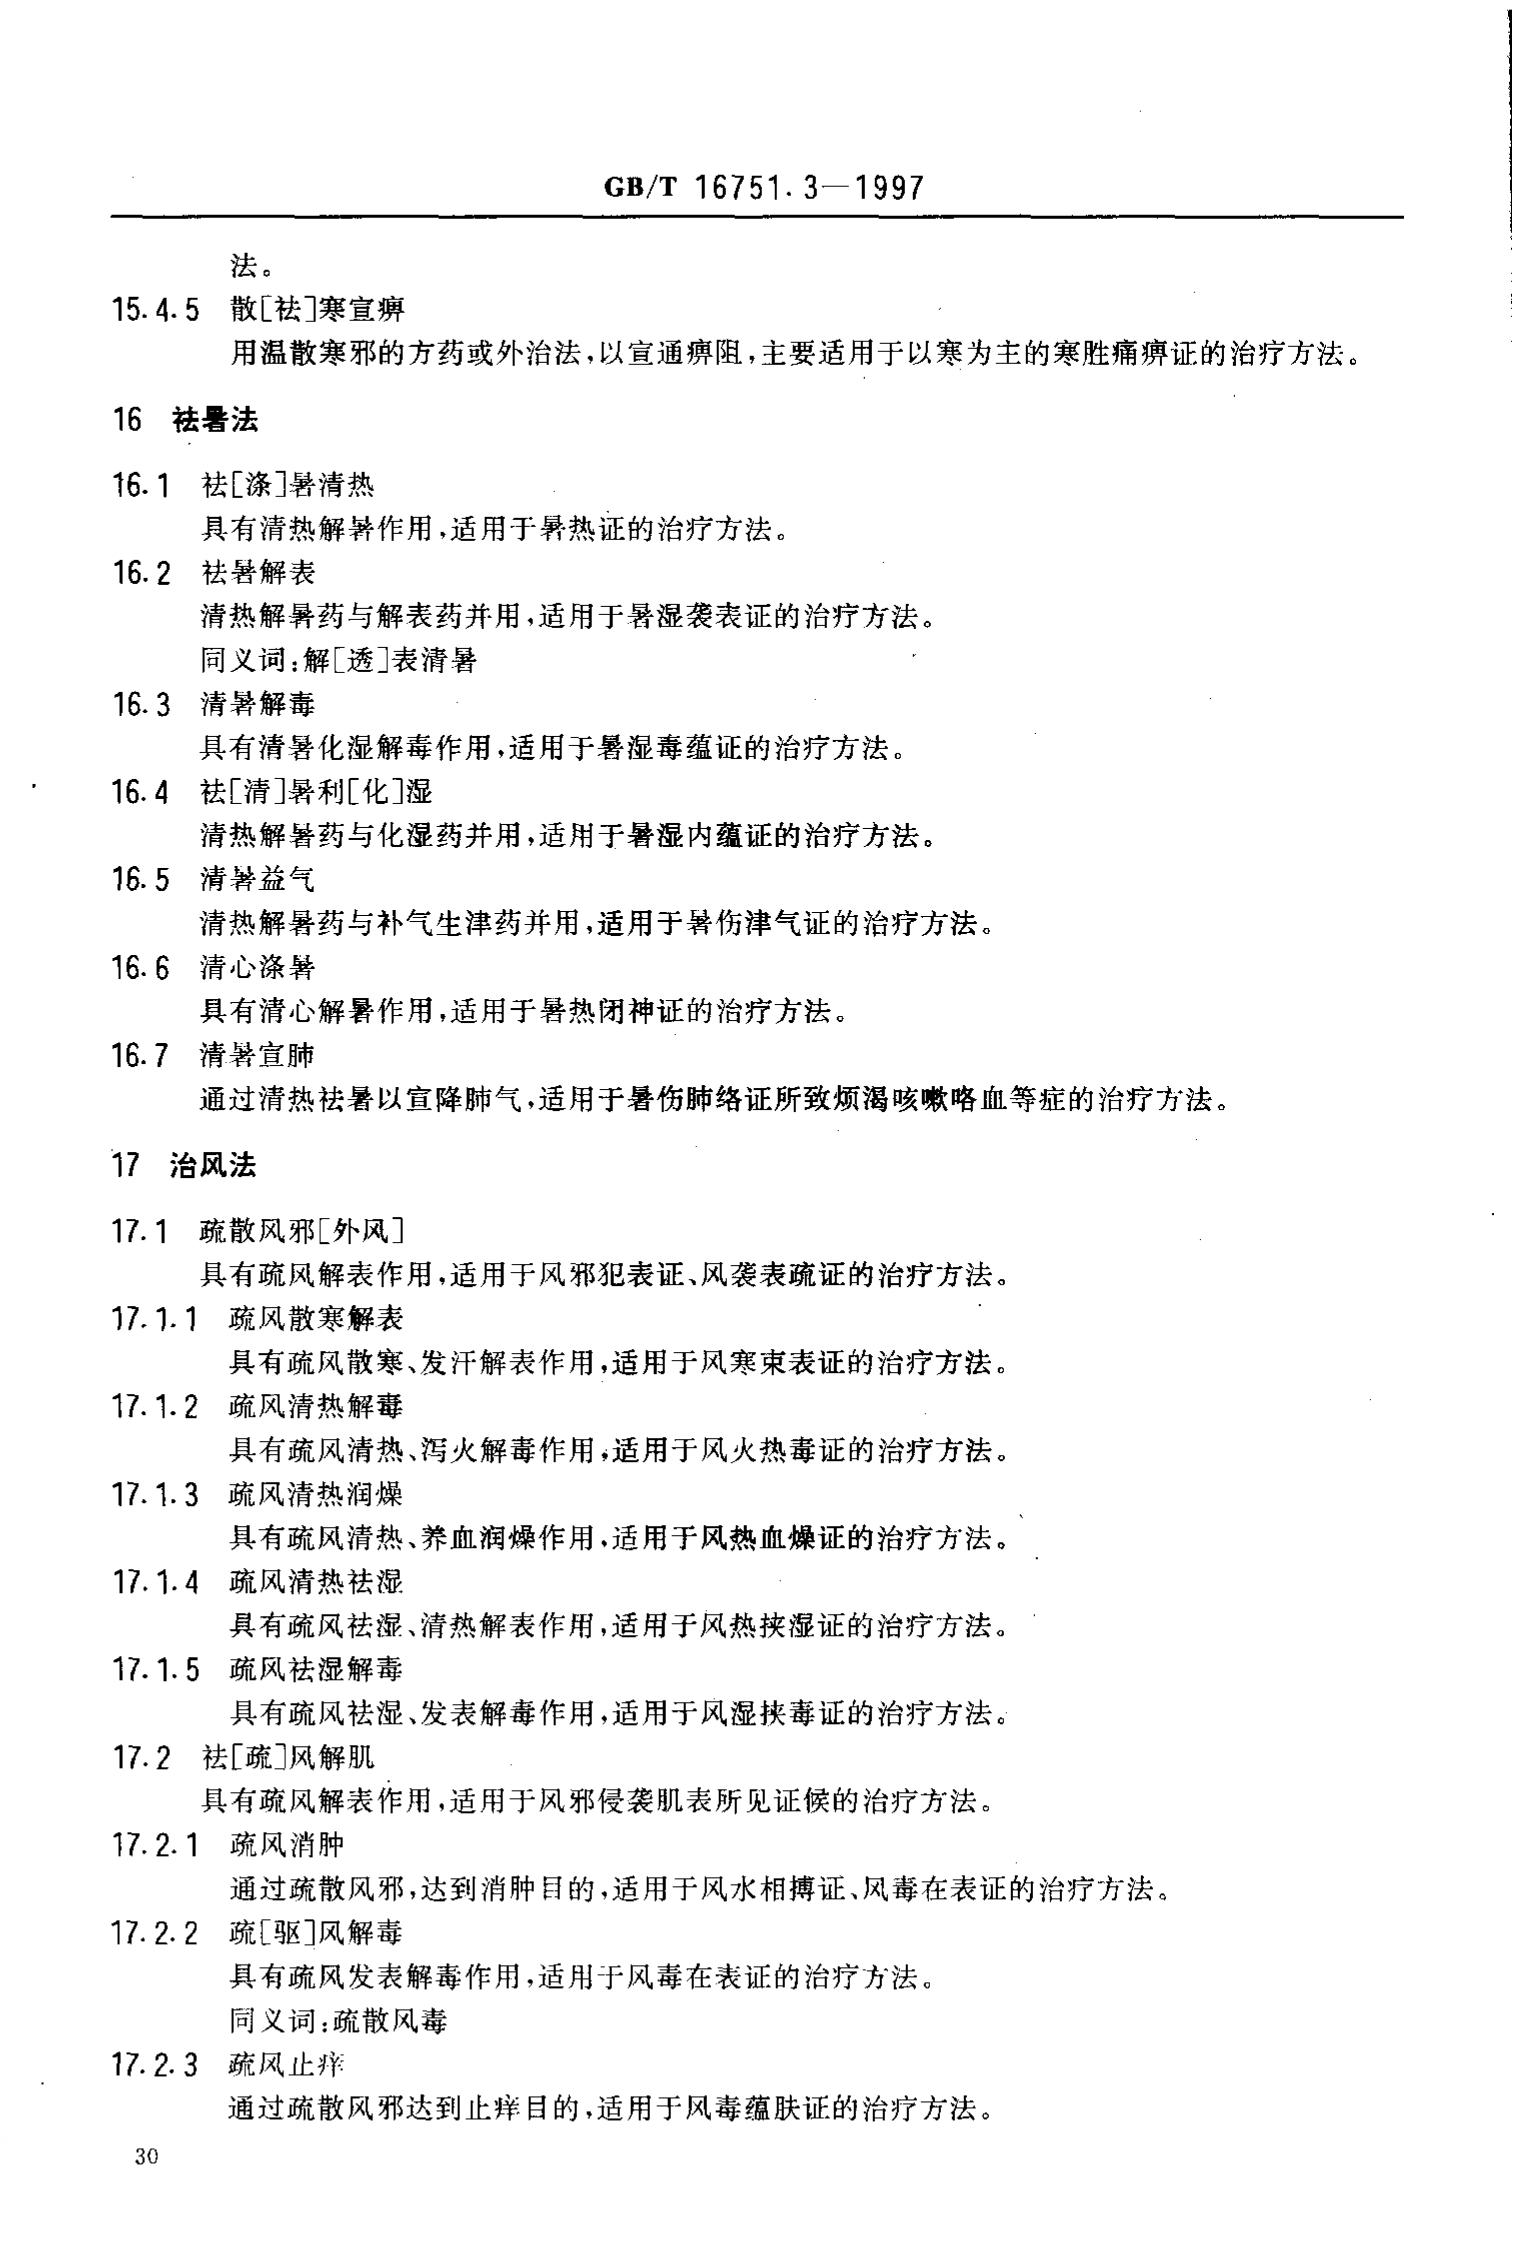 GB/T 16751.3—1997
法。
15.4.5 散[祛]寒宣痹
用温散寒邪的方药或外治法,以宣通痹阻,主要适用于以寒为主的寒胜痛痹证的治疗方法。
16 祛暑法
16.1 祛[涤]暑清热
具有清热解暑作用,适用于暑热证的治疗方法。
16.2 祛暑解表
清热解暑药与解表药并用,适用于暑湿袭表证的治疗方法。
同义词:解[透]表清暑
16.3 清暑解毒
具有清暑化湿解毒作用,适用于暑湿毒蕴证的治疗方法。
16.4 祛[清]暑利[化]湿
清热解暑药与化湿药并用,适用于暑湿内蕴证的治疗方法。
16.5 清暑益气
清热解暑药与补气生津药并用,适用于暑伤津气证的治疗方法。
16.6 清心涤暑
具有清心解暑作用,适用于暑热闭神证的治疗方法。
16.7 清暑宣肺
通过清热祛暑以宣降肺气,适用于暑伤肺络证所致烦渴咳嗽咯血等症的治疗方法。
17 治风法
17.1 疏散风邪[外风]
具有疏风解表作用,适用于风邪犯表证、风袭表疏证的治疗方法。
17.1.1 疏风散寒解表
具有疏风散寒、发汗解表作用,适用于风寒束表证的治疗方法。
17.1.2 疏风清热解毒
具有疏风清热、泻火解毒作用,适用于风火热毒证的治疗方法。
17.1.3 疏风清热润燥
具有疏风清热、养血润燥作用,适用于风热血燥证的治疗方法。
17.1.4 疏风清热祛湿
具有疏风祛湿、清热解表作用,适用于风热挟湿证的治疗方法。
17.1.5 疏风祛湿解毒
具有疏风祛湿、发表解毒作用,适用于风湿挟毒证的治疗方法。
17.2 祛[疏]风解肌
具有疏风解表作用,适用于风邪侵袭肌表所见证候的治疗方法。
17.2.1 疏风消肿
通过疏散风邪,达到消肿目的,适用于风水相搏证、风毒在表证的治疗方法。
17.2.2 疏[驱]风解毒
具有疏风发表解毒作用,适用于风毒在表证的治疗方法。
同义词:疏散风毒
17.2.3 疏风止痒
通过疏散风邪达到止痒目的,适用于风毒蕴肤证的治疗方法。
30